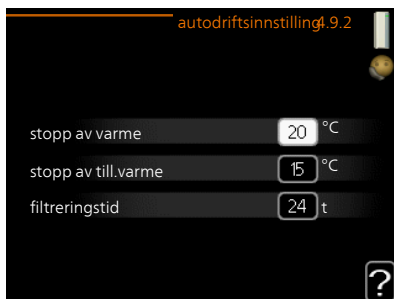 autodriftsinnstilling4.9.2
stopp av varme 20 °C
stopp av till.varme 15 °C
filtreringstid 24 t
?